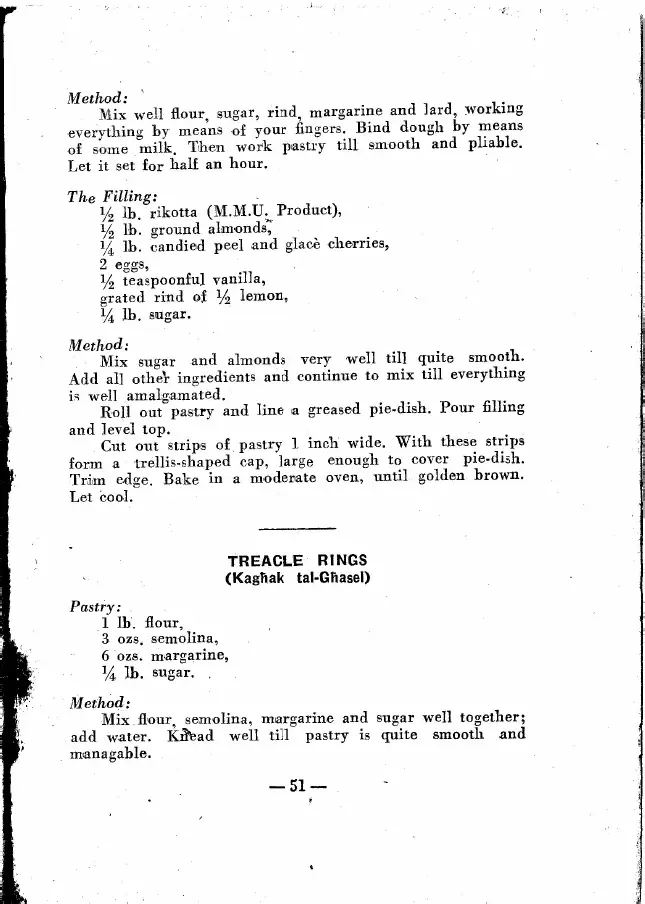 Method:
Mix well flour, sugar, rind, margarine and lard, working
everything by means of your fingers. Bind dough by means
of some milk. Then work pastry till smooth and pliable.
Let it set for half an hour.
The Filling:
½ lb. rikotta (M.M.U. Product),
½ lb. ground almonds,
¼ lb. candied peel and glacè cherries,
2 eggs,
½ teaspoonful vanilla,
grated rind of ½ lemon,
¼ lb. sugar.
Method:
Mix sugar and almonds very well till quite smooth.
Add all other ingredients and continue to mix till everything
is well amalgamated.
Roll out pastry and line a greased pie-dish. Pour filling
and level top.
Cut out strips of pastry 1 inch wide. With these strips
form a trellis-shaped cap, large enough to cover pie-dish.
Trim edge. Bake in a moderate oven, until golden brown.
Let cool.
TREACLE RINGS
(Kagħak tal-Għasel)
Pastry:
1 lb. flour,
3 ozs. semolina,
6 ozs. margarine,
¼ lb. sugar.
Method:
Mix flour, semolina, margarine and sugar well together;
add water. Knead well till pastry is quite smooth and
managable.
— 51 —